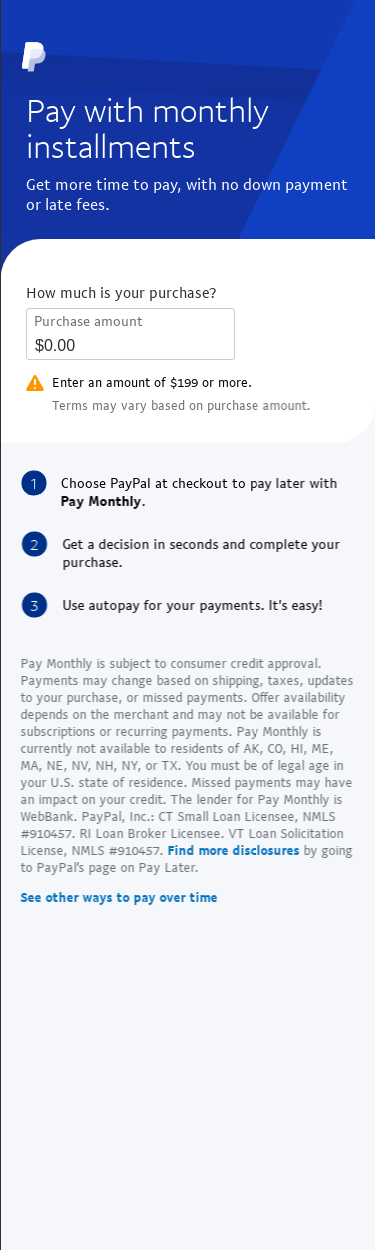 Pay with monthly
installments
Get more time to pay, with no down payment
or late fees.
How much is your purchase?
Purchase amount
$0.00
Enter an amount of $199 or more.
Terms may vary based on purchase amount.
1 Choose PayPal at checkout to pay later with
Pay Monthly.
2 Get a decision in seconds and complete your
purchase.
3 Use autopay for your payments. It's easy!
Pay Monthly is subject to consumer credit approval.
Payments may change based on shipping, taxes, updates
to your purchase, or missed payments. Offer availability
depends on the merchant and may not be available for
subscriptions or recurring payments. Pay Monthly is
currently not available to residents of AK, CO, HI, ME,
MA, NE, NV, NH, NY, or TX. You must be of legal age in
your U.S. state of residence. Missed payments may have
an impact on your credit. The lender for Pay Monthly is
WebBank. PayPal, Inc.: CT Small Loan Licensee, NMLS
#910457. RI Loan Broker Licensee. VT Loan Solicitation
License, NMLS #910457. Find more disclosures by going
to PayPal's page on Pay Later.
See other ways to pay over time